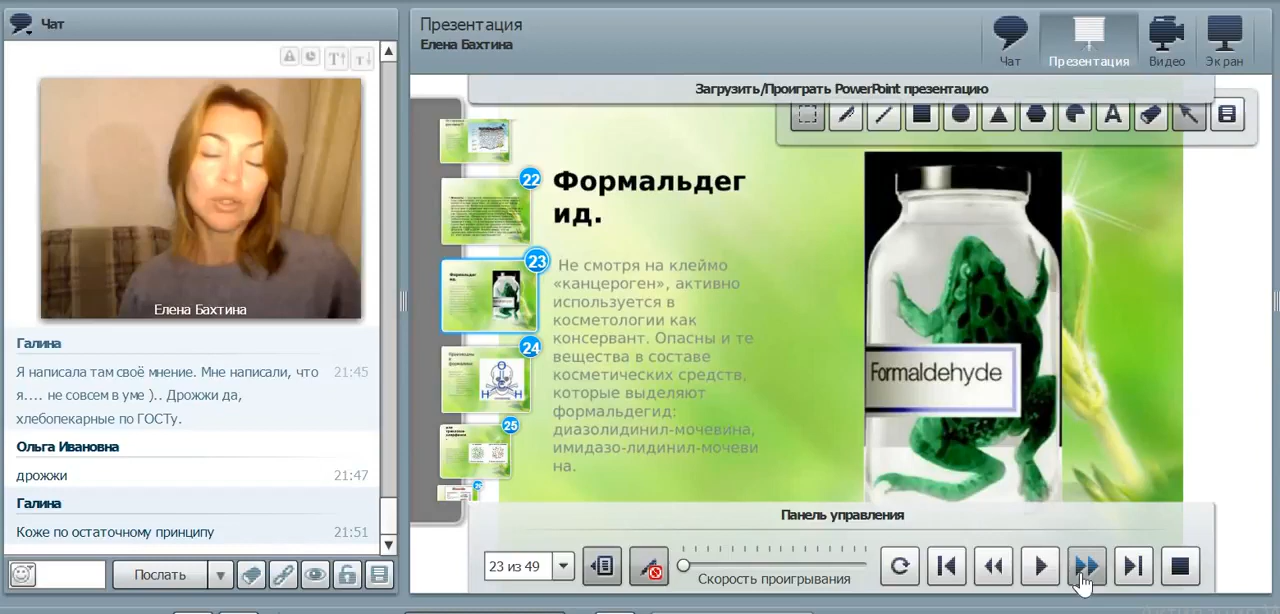 Чат
Елена Бахтина
Галина
Я написала там своё мнение. Мне написали, что 21:45
я.... не совсем в уме ).. Дрожжи да,
хлебопекарные по ГОСТу.
Ольга Ивановна
дрожжи 21:47
Галина
Коже по остаточному принципу 21:51
Послать
Презентация
Елена Бахтина
Чат
Презентация
Видео
Экран
Загрузить/Проиграть PowerPoint презентацию
22
23
24
25
Формальдег
ид.
Не смотря на клеймо
«канцероген», активно
используется в
косметологии как
консервант. Опасны и те
вещества в составе
косметических средств,
которые выделяют
формальдегид:
диазолидинил-мочевина,
имидазо-лидинил-мочеви
на.
Formaldehyde
Панель управления
23 из 49
Скорость проигрывания